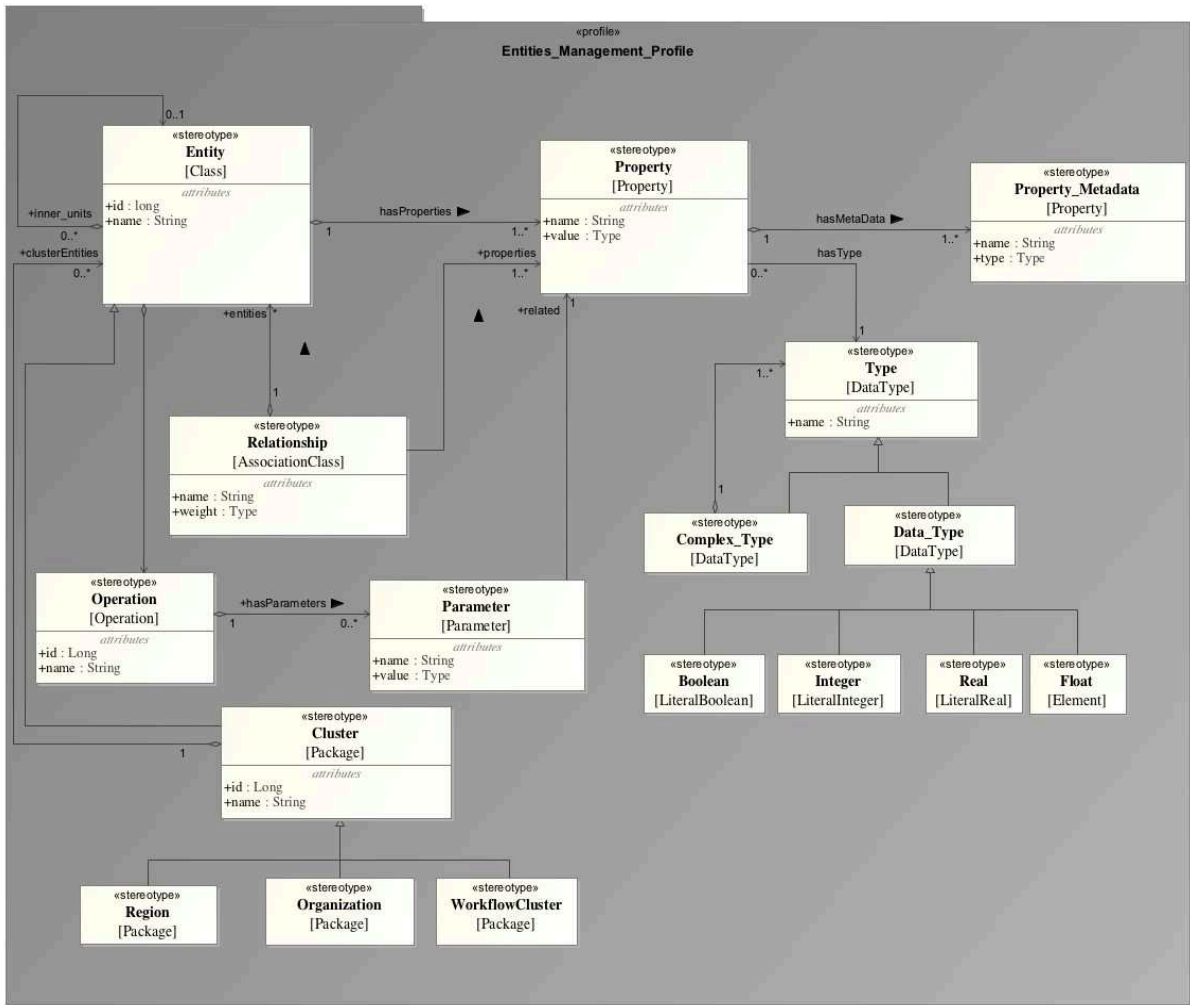 «profile»
Entities_Management_Profile
0..1
«stereotype»
Entity
[Class]
attributes
+id : long
+name : String
+inner_units
0..*
+clusterEntities
0..*
hasProperties
1
1..*
«stereotype»
Property
[Property]
attributes
+name : String
+value : Type
hasMetaData
1
1..*
«stereotype»
Property_Metadata
[Property]
attributes
+name : String
+type : Type
hasType
0..*
1
+properties
1..*
+related
1
+entities *
1
«stereotype»
Type
[DataType]
attributes
+name : String
1..*
1
«stereotype»
Relationship
[AssociationClass]
attributes
+name : String
+weight : Type
«stereotype»
Complex_Type
[DataType]
«stereotype»
Data_Type
[DataType]
«stereotype»
Operation
[Operation]
attributes
+id : Long
+name : String
+hasParameters
1
0..*
«stereotype»
Parameter
[Parameter]
attributes
+name : String
+value : Type
«stereotype»
Boolean
[LiteralBoolean]
«stereotype»
Integer
[LiteralInteger]
«stereotype»
Real
[LiteralReal]
«stereotype»
Float
[Element]
1
«stereotype»
Cluster
[Package]
attributes
+id : Long
+name : String
«stereotype»
Region
[Package]
«stereotype»
Organization
[Package]
«stereotype»
WorkflowCluster
[Package]